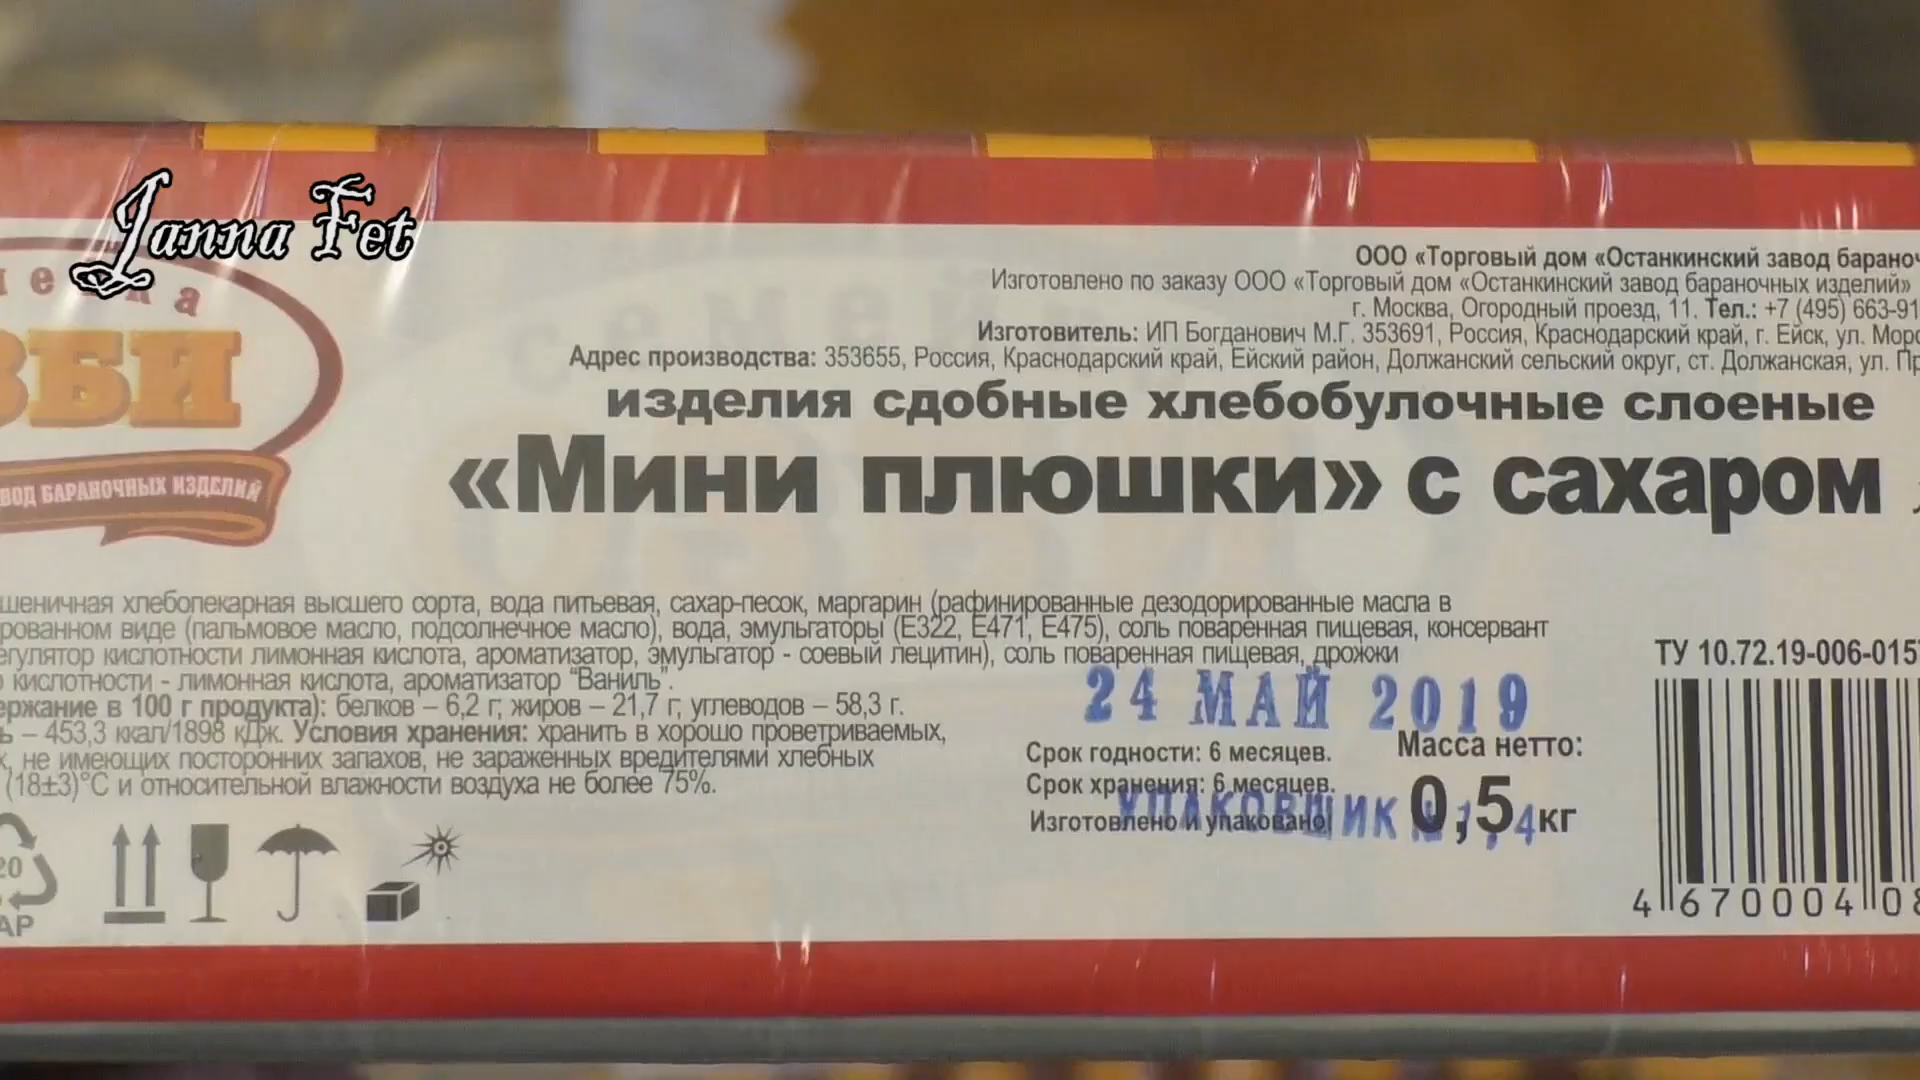 Janna Fet
ОЗБИ
ВОД БАРАНОЧНЫХ ИЗДЕЛИЙ
ООО «Торговый дом «Останкинский завод бараноч
Изготовлено по заказу ООО «Торговый дом «Останкинский завод бараночных изделий»
г. Москва, Огородный проезд, 11. Тел.: +7 (495) 663-91
Изготовитель: ИП Богданович М.Г. 353691, Россия, Краснодарский край, г. Ейск, ул. Морс
Адрес производства: 353655, Россия, Краснодарский край, Ейский район, Должанский сельский округ, ст. Должанская, ул. Пр
изделия сдобные хлебобулочные слоеные
«Мини плюшки» с сахаром
шеничная хлебопекарная высшего сорта, вода питьевая, сахар-песок, маргарин (рафинированные дезодорированные масла в
рованном виде (пальмовое масло, подсолнечное масло), вода, эмульгаторы (Е322, Е471, Е475), соль поваренная пищевая, консервант
егулятор кислотности лимонная кислота, ароматизатор, эмульгатор - соевый лецитин), соль поваренная пищевая, дрожжи
кислотности - лимонная кислота, ароматизатор "Ваниль".
ержание в 100 г продукта): белков – 6,2 г; жиров – 21,7 г; углеводов – 58,3 г.
ь – 453,3 ккал/1898 кДж. Условия хранения: хранить в хорошо проветриваемых,
х, не имеющих посторонних запахов, не зараженных вредителями хлебных
(18±3)°С и относительной влажности воздуха не более 75%.
24 МАЙ 2019
Срок годности: 6 месяцев.
Срок хранения: 6 месяцев.
Изготовлено и упаковано
УПАКОВЩИК
Масса нетто:
0,5 кг
ТУ 10.72.19-006-0157
4 670004 08
20
АР